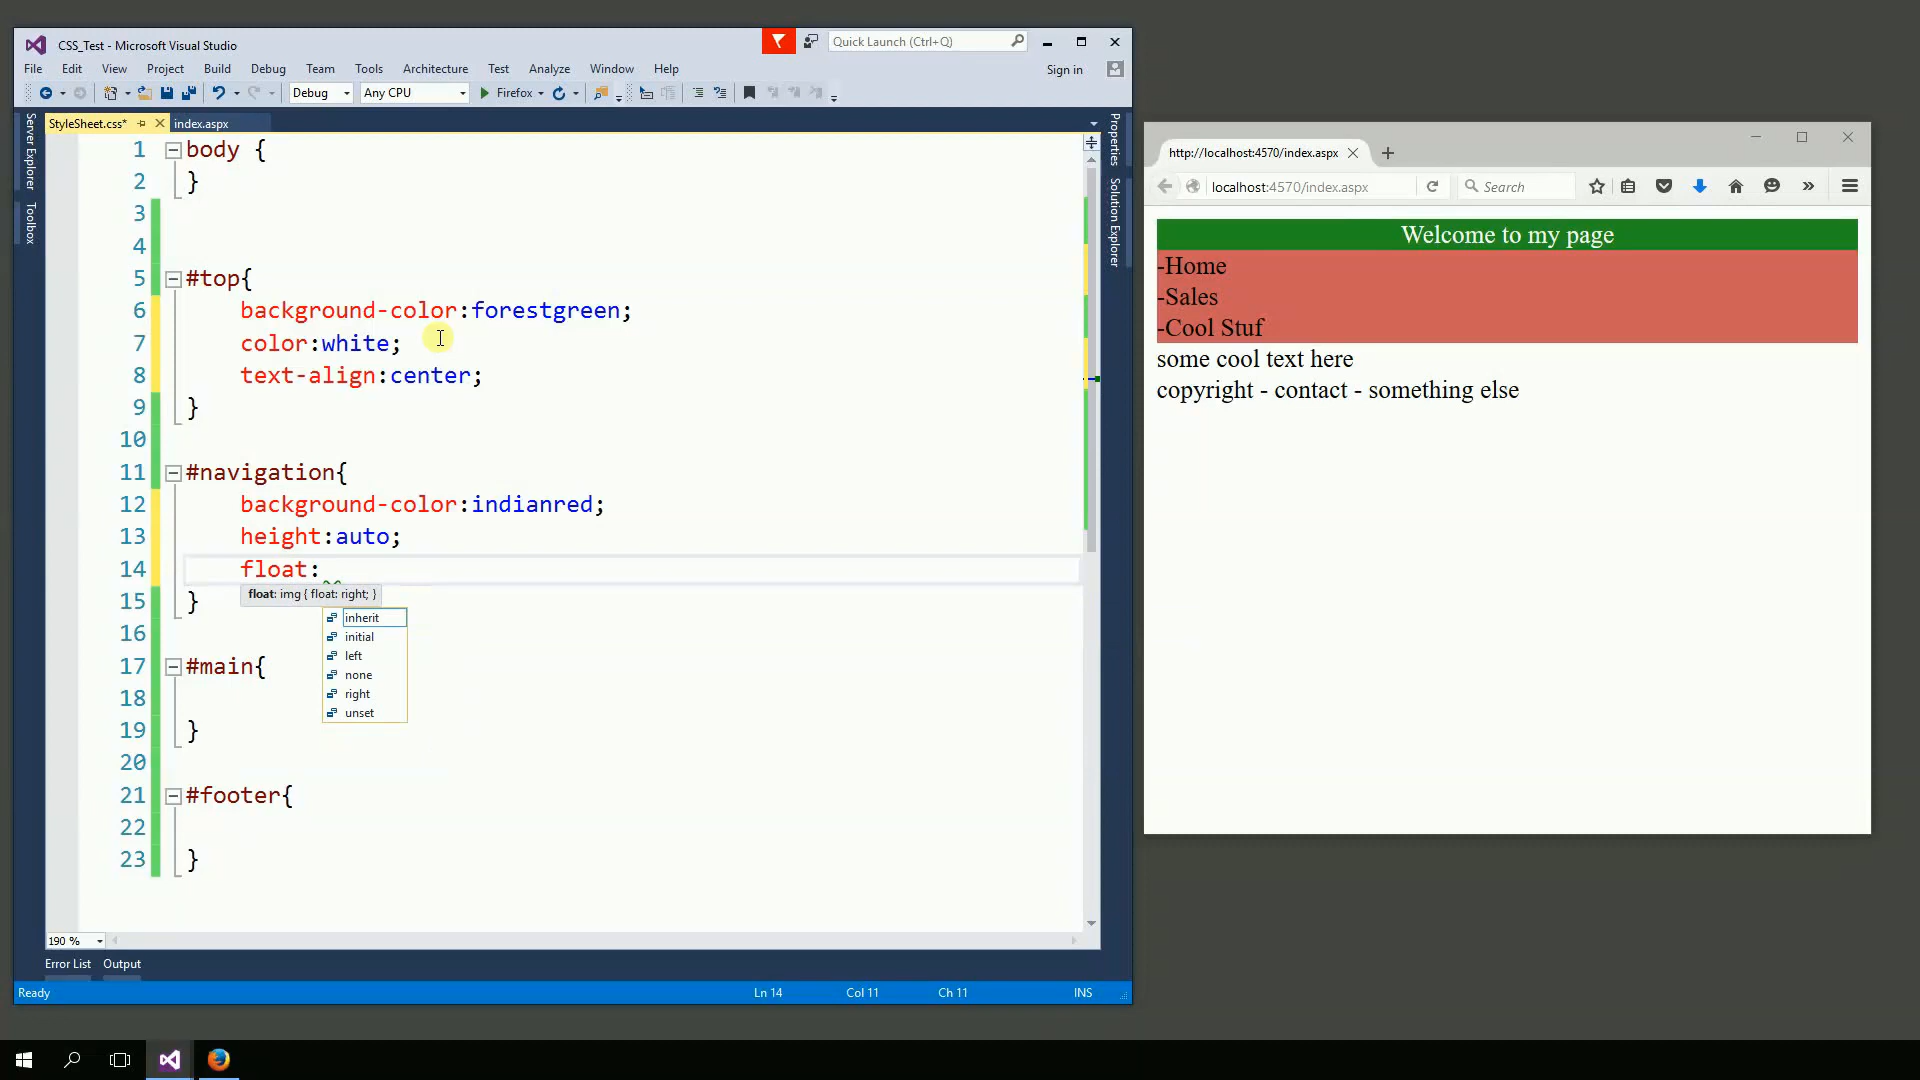 CSS_Test - Microsoft Visual Studio
Quick Launch (Ctrl+Q)
File Edit View Project Build Debug Team Tools Architecture Test Analyze Window Help
Sign in
Debug
Any CPU
Firefox
Server Explorer
Toolbox
StyleSheet.css*
index.aspx
Properties
Solution Explorer
1 body {
2 }
3
4
5 #top{
6 background-color:forestgreen;
7 color:white;
8 text-align:center;
9 }
10
11 #navigation{
12 background-color:indianred;
13 height:auto;
14 float:
float: img { float: right; }
15 }
inherit
initial
left
none
right
unset
16
17 #main{
18
19 }
20
21 #footer{
22
23 }
190 %
Error List Output
Ready
Ln 14
Col 11
Ch 11
INS
http://localhost:4570/index.aspx
localhost:4570/index.aspx
Search
Welcome to my page
-Home
-Sales
-Cool Stuf
some cool text here
copyright - contact - something else